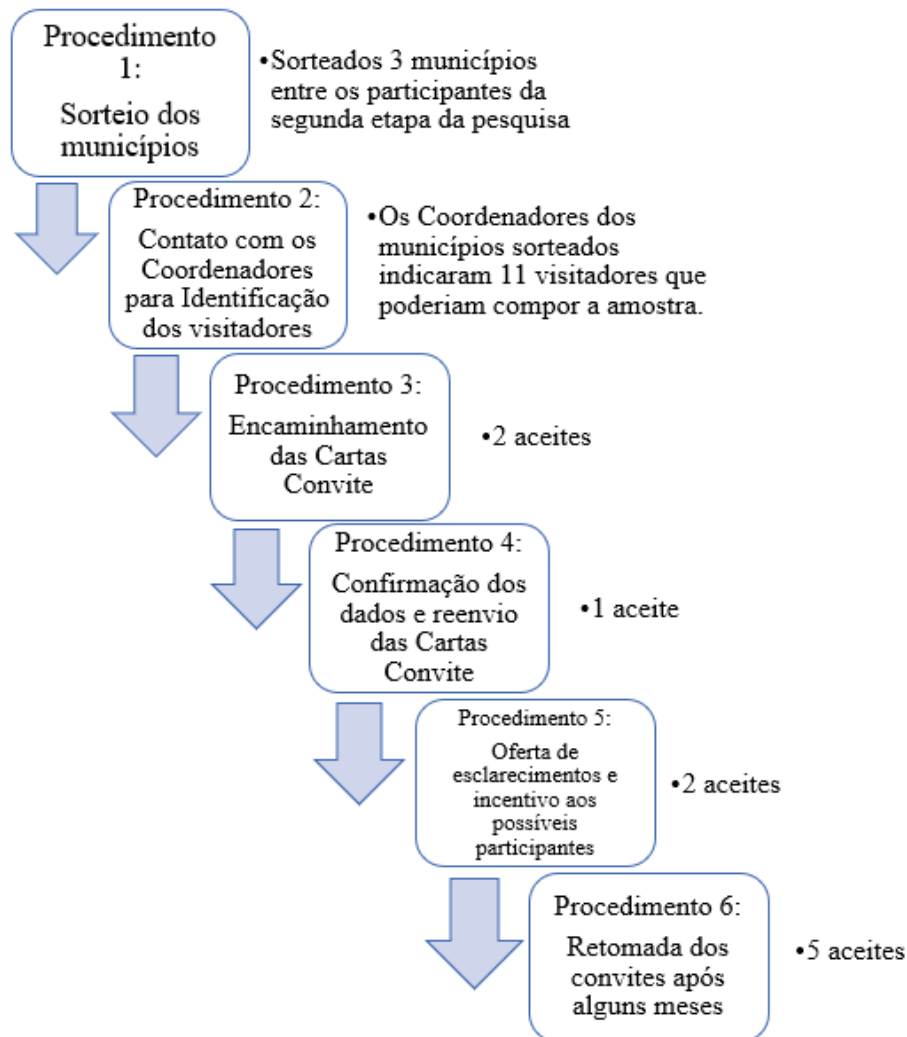 Procedimento
1:
Sorteio dos
municípios
•Sorteados 3 municípios
entre os participantes da
segunda etapa da pesquisa
Procedimento 2:
Contato com os
Coordenadores
para Identificação
dos visitadores
•Os Coordenadores dos
municípios sorteados
indicaram 11 visitadores que
poderiam compor a amostra.
Procedimento 3:
Encaminhamento
das Cartas
Convite
•2 aceites
Procedimento 4:
Confirmação dos
dados e reenvio
das Cartas
Convite
•1 aceite
Procedimento 5:
Oferta de
esclarecimentos e
incentivo aos
possíveis
participantes
•2 aceites
Procedimento 6:
Retomada dos
convites após
alguns meses
•5 aceites